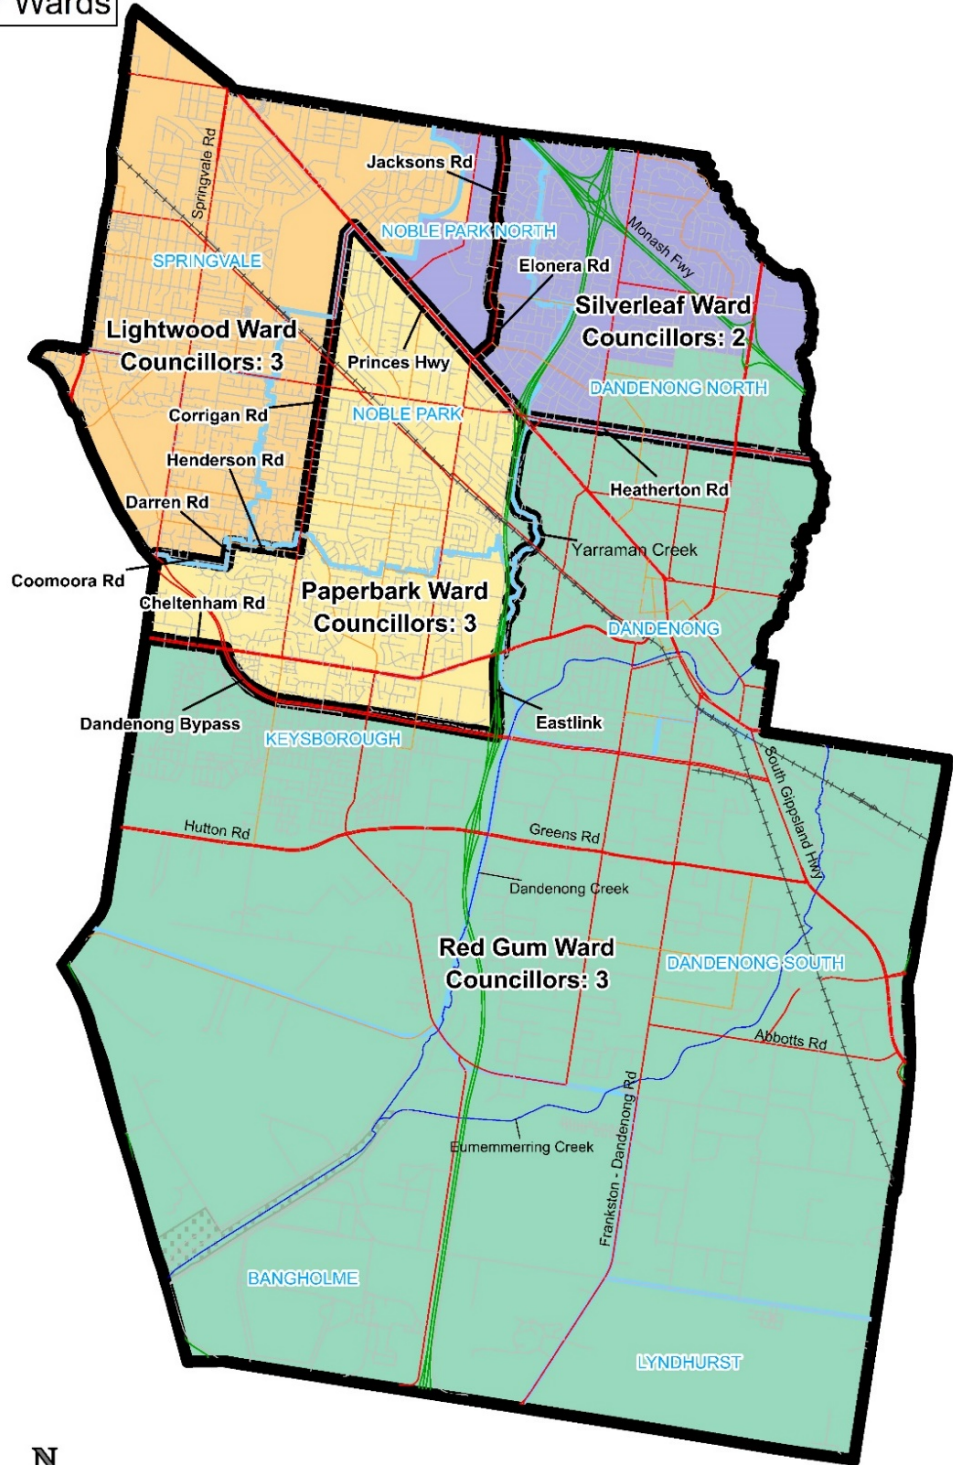 Wards
Jacksons Rd
Springvale Rd
NOBLE PARK NORTH
Monash Fwy
SPRINGVALE
Elonera Rd
Silverleaf Ward
Councillors: 2
Lightwood Ward
Councillors: 3
Princes Hwy
DANDENONG NORTH
Corrigan Rd
NOBLE PARK
Henderson Rd
Heatherton Rd
Darren Rd
Yarraman Creek
Coomoora Rd
Paperbark Ward
Councillors: 3
Cheltenham Rd
DANDENONG
Dandenong Bypass
Eastlink
KEYSBOROUGH
South Gippsland Hwy
Hutton Rd
Greens Rd
Dandenong Creek
Red Gum Ward
Councillors: 3
DANDENONG SOUTH
Abbotts Rd
Eumemmerring Creek
Frankston - Dandenong Rd
BANGHOLME
LYNDHURST
N